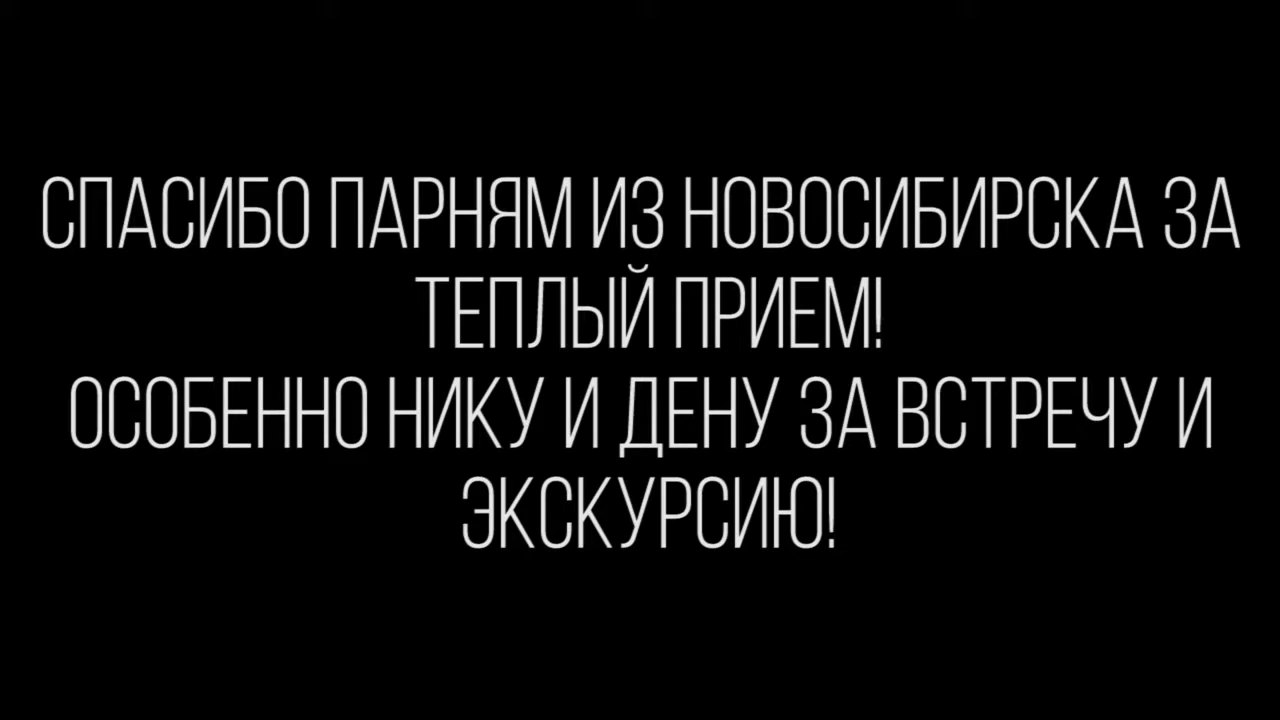 СПАСИБО ПАРНЯМ ИЗ НОВОСИБИРСКА ЗА
ТЕПЛЫЙ ПРИЕМ!
ОСОБЕННО НИКУ И ДЕНУ ЗА ВСТРЕЧУ И
ЭКСКУРСИЮ!